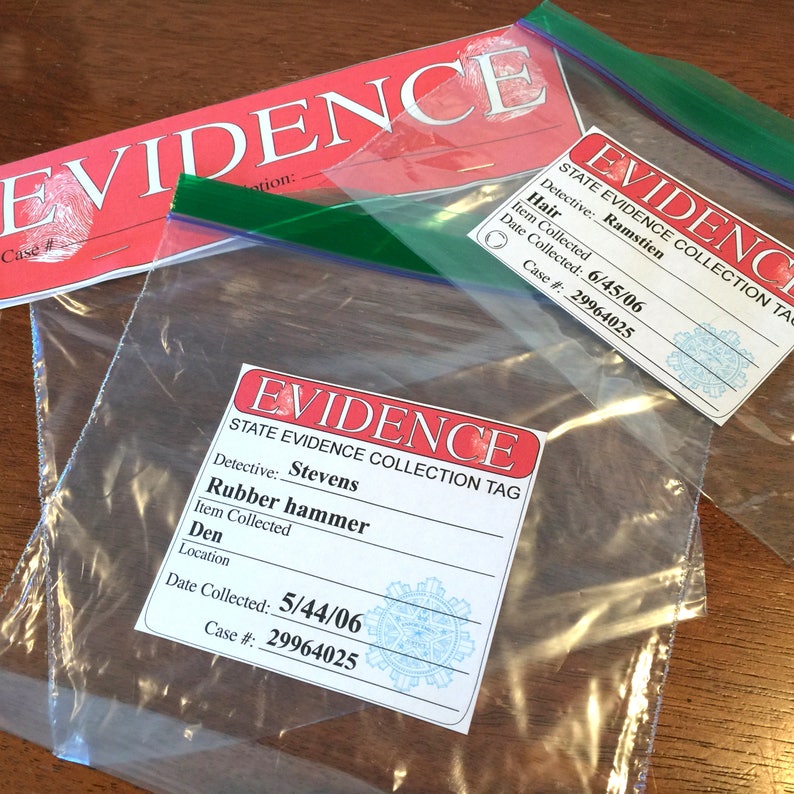 EVIDENCE
ption:
Case #
EVIDENCE
STATE EVIDENCE COLLECTION TAG
Detective: Ramstien
Hair
Item Collected
Date Collected: 6/45/06
Case #: 29964025
EVIDENCE
STATE EVIDENCE COLLECTION TAG
Detective: Stevens
Rubber hammer
Item Collected
Den
Location
Date Collected: 5/44/06
Case #: 29964025